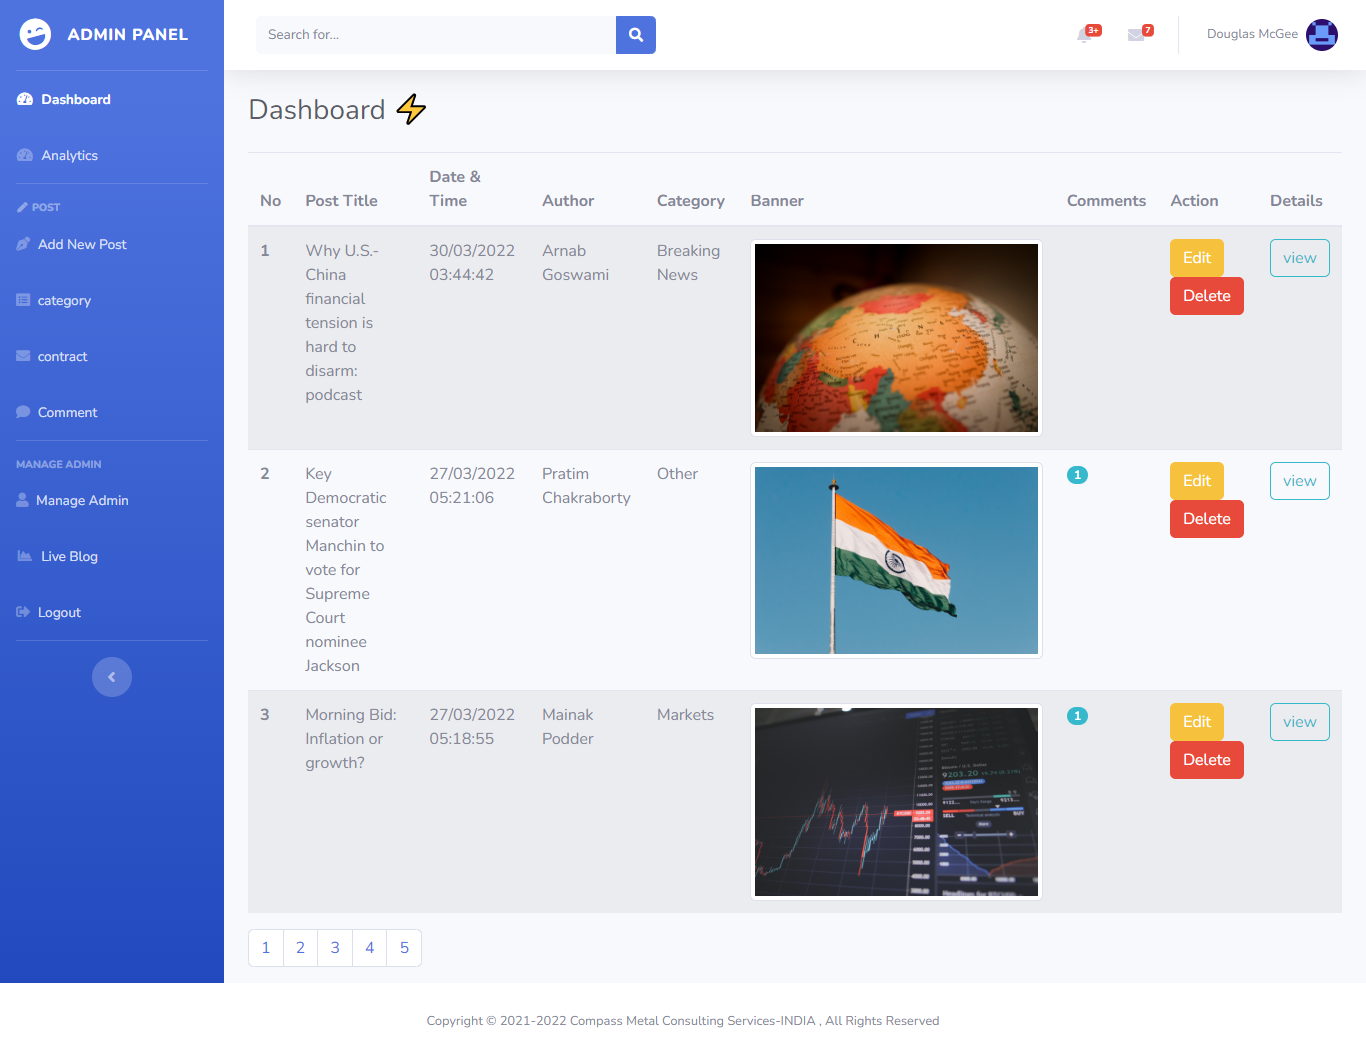 ADMIN PANEL
Search for...
3+
7
Douglas McGee
Dashboard
Analytics
POST
Add New Post
category
contract
Comment
MANAGE ADMIN
Manage Admin
Live Blog
Logout
Dashboard ⚡
No Post Title Date & Time Author Category Banner Comments Action Details
1
Why U.S.-
China
financial
tension is
hard to
disarm:
podcast
30/03/2022
03:44:42
Arnab
Goswami
Breaking
News
C H I N A
Edit
Delete
view
2
Key
Democratic
senator
Manchin to
vote for
Supreme
Court
nominee
Jackson
27/03/2022
05:21:06
Pratim
Chakraborty
Other
1
Edit
Delete
view
3
Morning Bid:
Inflation or
growth?
27/03/2022
05:18:55
Mainak
Podder
Markets
9203.20
SELL
BUY
1
Edit
Delete
view
1 2 3 4 5
Copyright © 2021-2022 Compass Metal Consulting Services-INDIA , All Rights Reserved